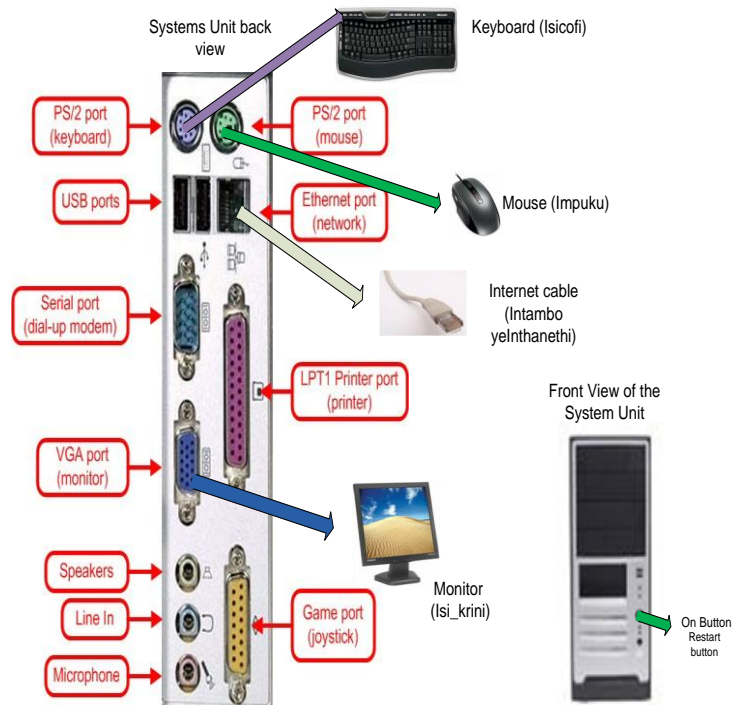 Systems Unit back
view
Keyboard (Isicofi)
PS/2 port
(keyboard)
PS/2 port
(mouse)
USB ports
Ethernet port
(network)
Mouse (Impuku)
Serial port
(dial-up modem)
Internet cable
(Intambo
yeInthanethi)
LPT1 Printer port
(printer)
Front View of the
System Unit
VGA port
(monitor)
Speakers
Monitor
(Isi_krini)
Line In
Game port
(joystick)
On Button
Restart
button
Microphone